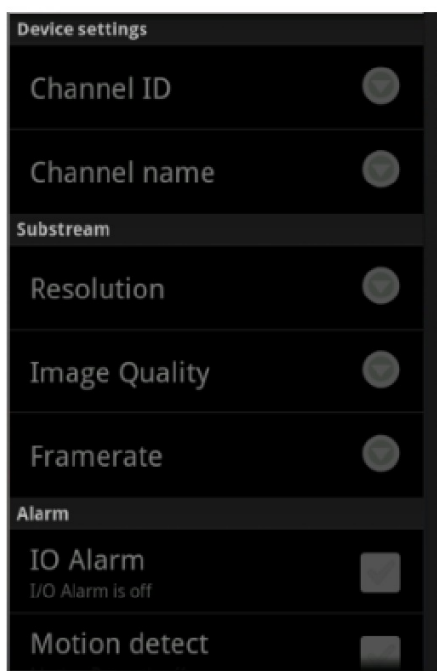 Device settings
Channel ID
Channel name
Substream
Resolution
Image Quality
Framerate
Alarm
IO Alarm
I/O Alarm is off
Motion detect